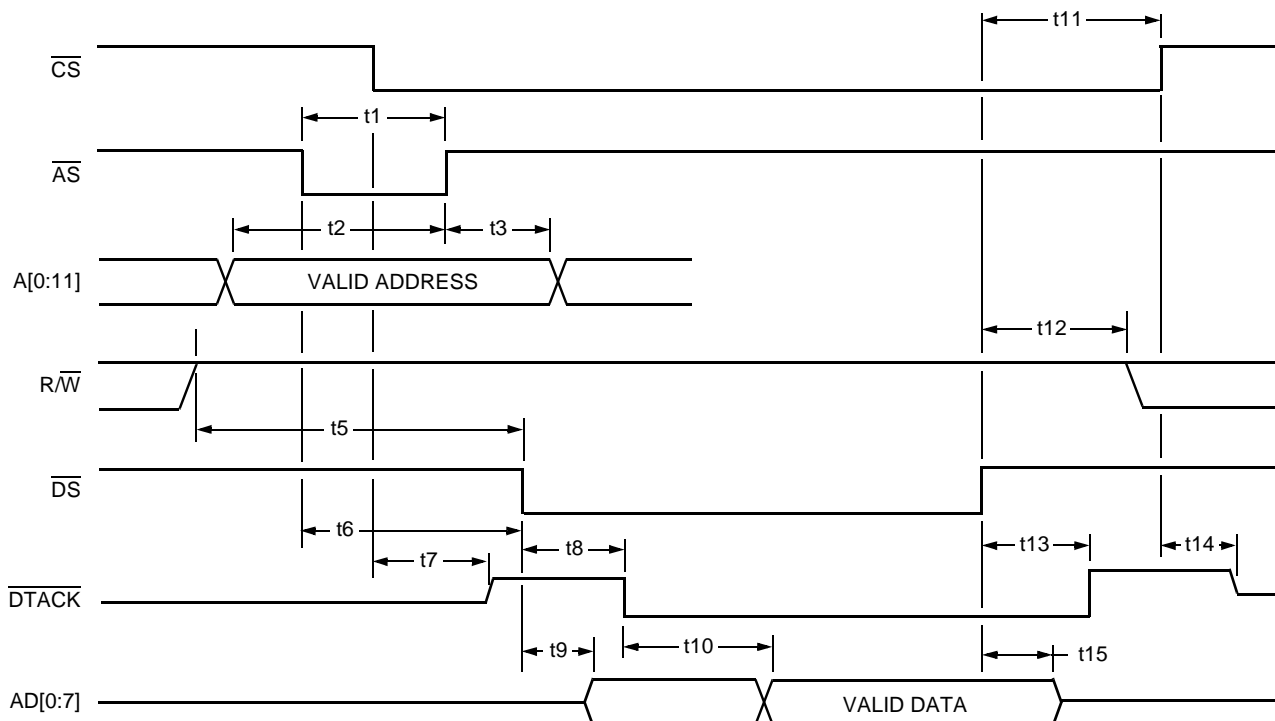 t11
CS
t1
AS
t2 t3
A[0:11] VALID ADDRESS
t12
R/W
t5
DS
t6 t8 t13 t14
t7
DTACK
t9 t10 t15
AD[0:7] VALID DATA